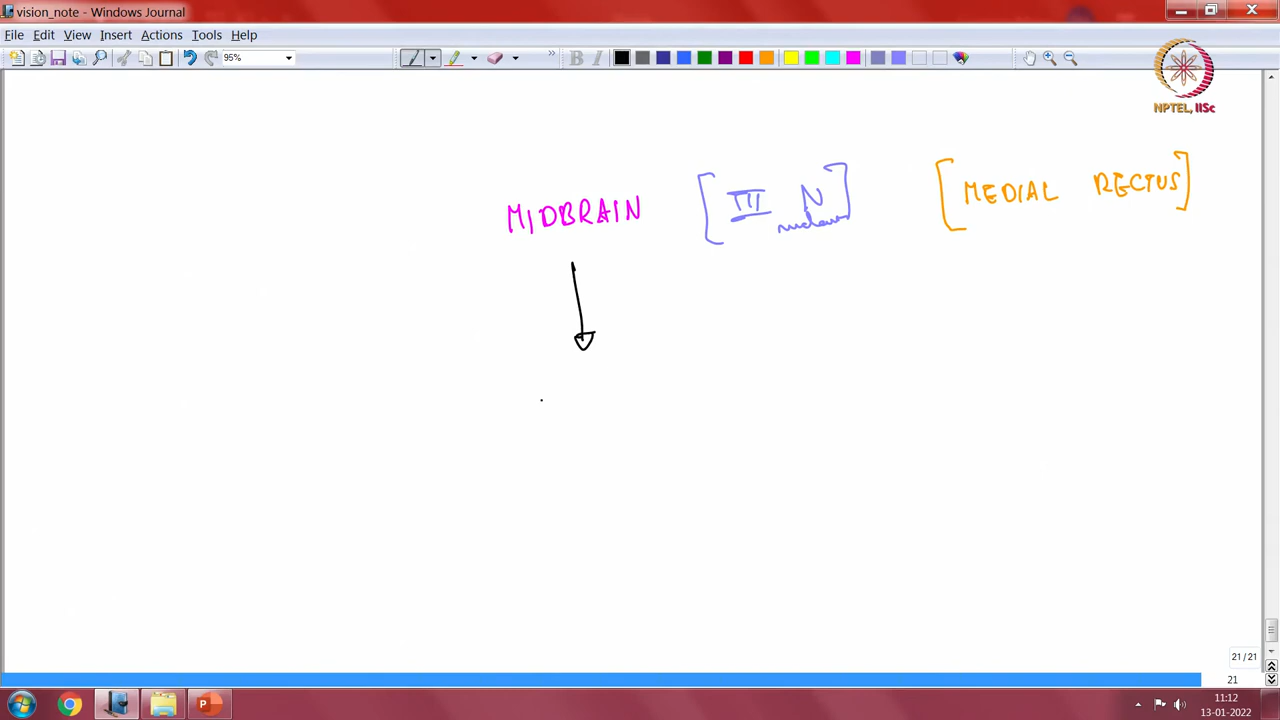 vision_note - Windows Journal
File Edit View Insert Actions Tools Help
95%
NPTEL, IISc
MIDBRAIN [III N nucleus] [MEDIAL RECTUS]
21 / 21
21
11:12
13-01-2022